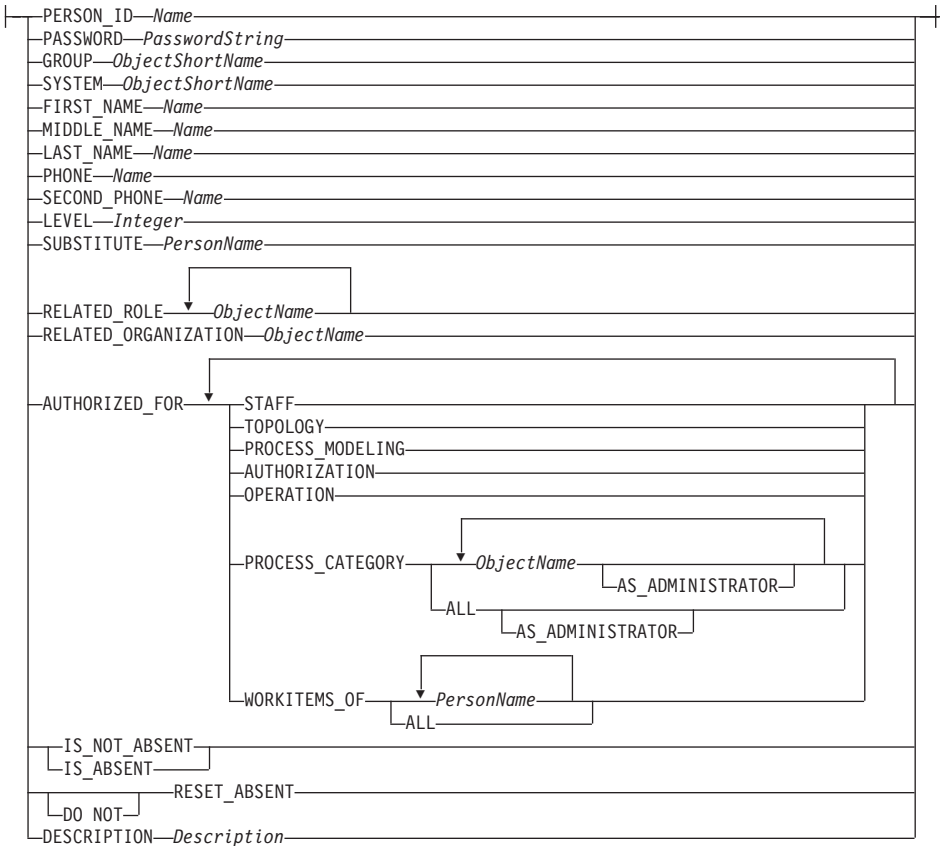 PERSON_ID Name
PASSWORD PasswordString
GROUP ObjectShortName
SYSTEM ObjectShortName
FIRST_NAME Name
MIDDLE_NAME Name
LAST_NAME Name
PHONE Name
SECOND_PHONE Name
LEVEL Integer
SUBSTITUTE PersonName
RELATED_ROLE ObjectName
RELATED_ORGANIZATION ObjectName
AUTHORIZED_FOR STAFF
TOPOLOGY
PROCESS_MODELING
AUTHORIZATION
OPERATION
PROCESS_CATEGORY ObjectName
AS_ADMINISTRATOR
ALL
AS_ADMINISTRATOR
WORKITEMS_OF PersonName
ALL
IS_NOT_ABSENT
IS_ABSENT
RESET_ABSENT
DO NOT
DESCRIPTION Description